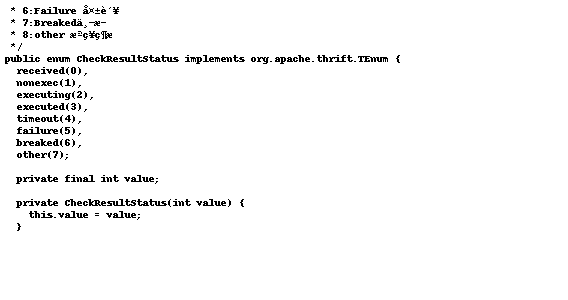 * 6:Failure å¤±è´¥
 * 7:Breakedä¸­æ­
 * 8:other æªç¥ç¶æ
 */
public enum CheckResultStatus implements org.apache.thrift.TEnum {
  received(0),
  nonexec(1),
  executing(2),
  executed(3),
  timeout(4),
  failure(5),
  breaked(6),
  other(7);

  private final int value;

  private CheckResultStatus(int value) {
    this.value = value;
  }